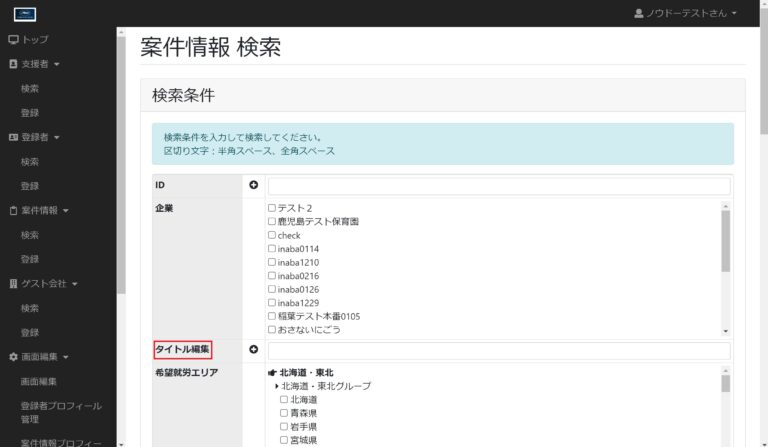 ノウドーテストさん
トップ
支援者
検索
登録
登録者
検索
登録
案件情報
検索
登録
ゲスト会社
検索
登録
画面編集
画面編集
登録者プロフィール
管理
案件情報プロフィー
案件情報 検索
検索条件
検索条件を入力して検索してください。
区切り文字：半角スペース、全角スペース
ID
企業
テスト２
鹿児島テスト保育園
check
inaba0114
inaba1210
inaba0216
inaba0126
inaba1229
稲葉テスト本番0105
おさないにごう
タイトル編集
希望就労エリア
北海道・東北
北海道・東北グループ
北海道
青森県
岩手県
宮城県